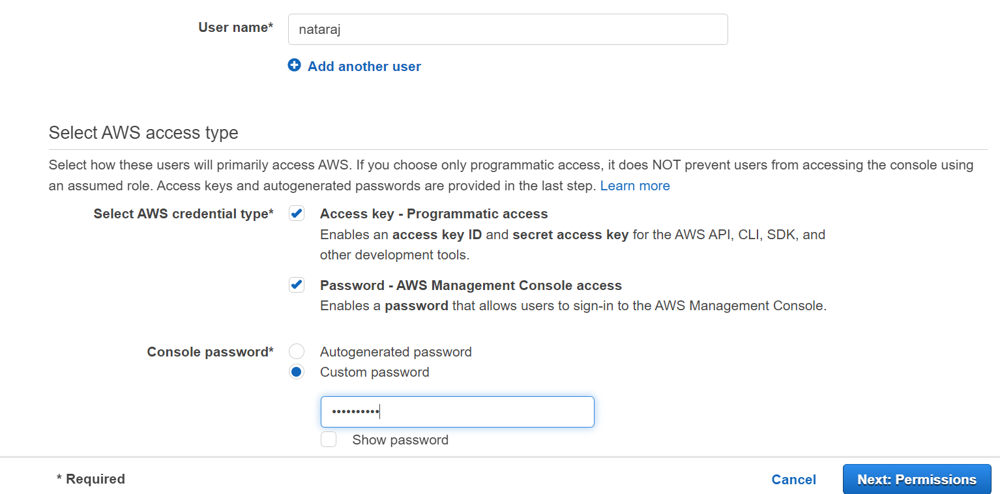 User name* nataraj
Add another user
Select AWS access type
Select how these users will primarily access AWS. If you choose only programmatic access, it does NOT prevent users from accessing the console using
an assumed role. Access keys and autogenerated passwords are provided in the last step. Learn more
Select AWS credential type* Access key - Programmatic access
Enables an access key ID and secret access key for the AWS API, CLI, SDK, and
other development tools.
Password - AWS Management Console access
Enables a password that allows users to sign-in to the AWS Management Console.
Console password* Autogenerated password
Custom password
••••••••••
Show password
* Required Cancel Next: Permissions